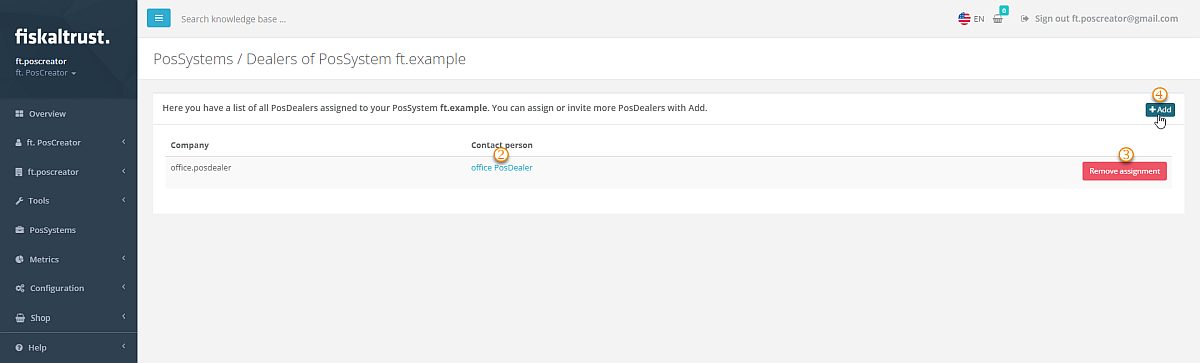 fiskaltrust.
ft.poscreator
ft. PosCreator
Overview
ft. PosCreator
ft.poscreator
Tools
PosSystems
Metrics
Configuration
Shop
Help
Search knowledge base ...
EN
0
Sign out ft.poscreator@gmail.com
PosSystems / Dealers of PosSystem ft.example
4
Here you have a list of all PosDealers assigned to your PosSystem ft.example. You can assign or invite more PosDealers with Add.
+ Add
Company Contact person
2 3
office.posdealer office PosDealer Remove assignment